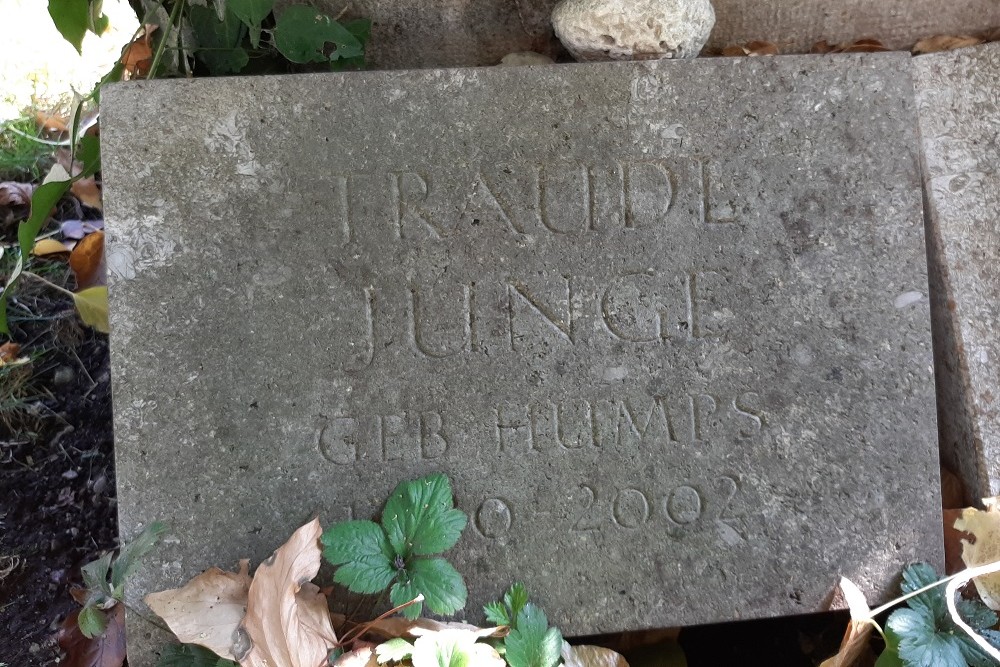 TRAUDL
JUNGE
GEB HUMPS
2002